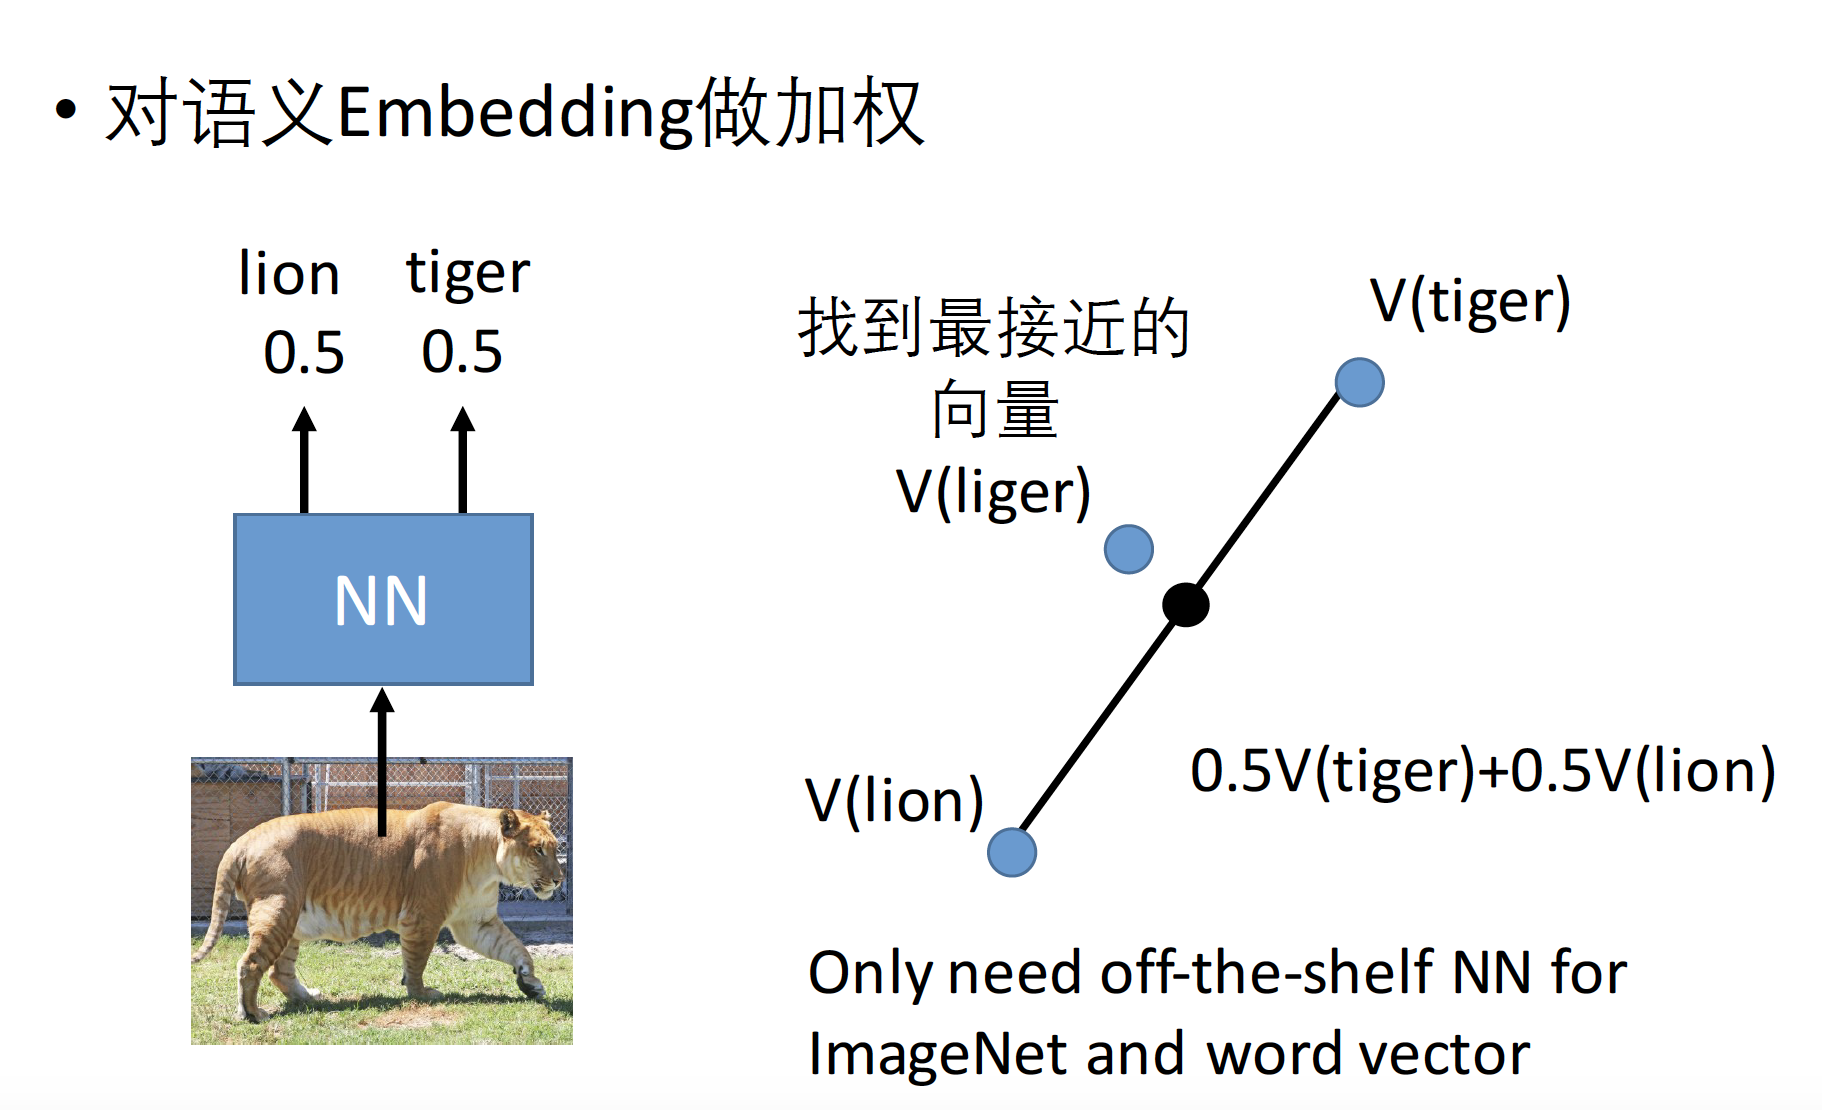 • 对语义Embedding做加权
lion tiger
0.5 0.5
NN
找到最接近的
向量
V(liger)
V(tiger)
V(lion)
0.5V(tiger)+0.5V(lion)
Only need off-the-shelf NN for
ImageNet and word vector